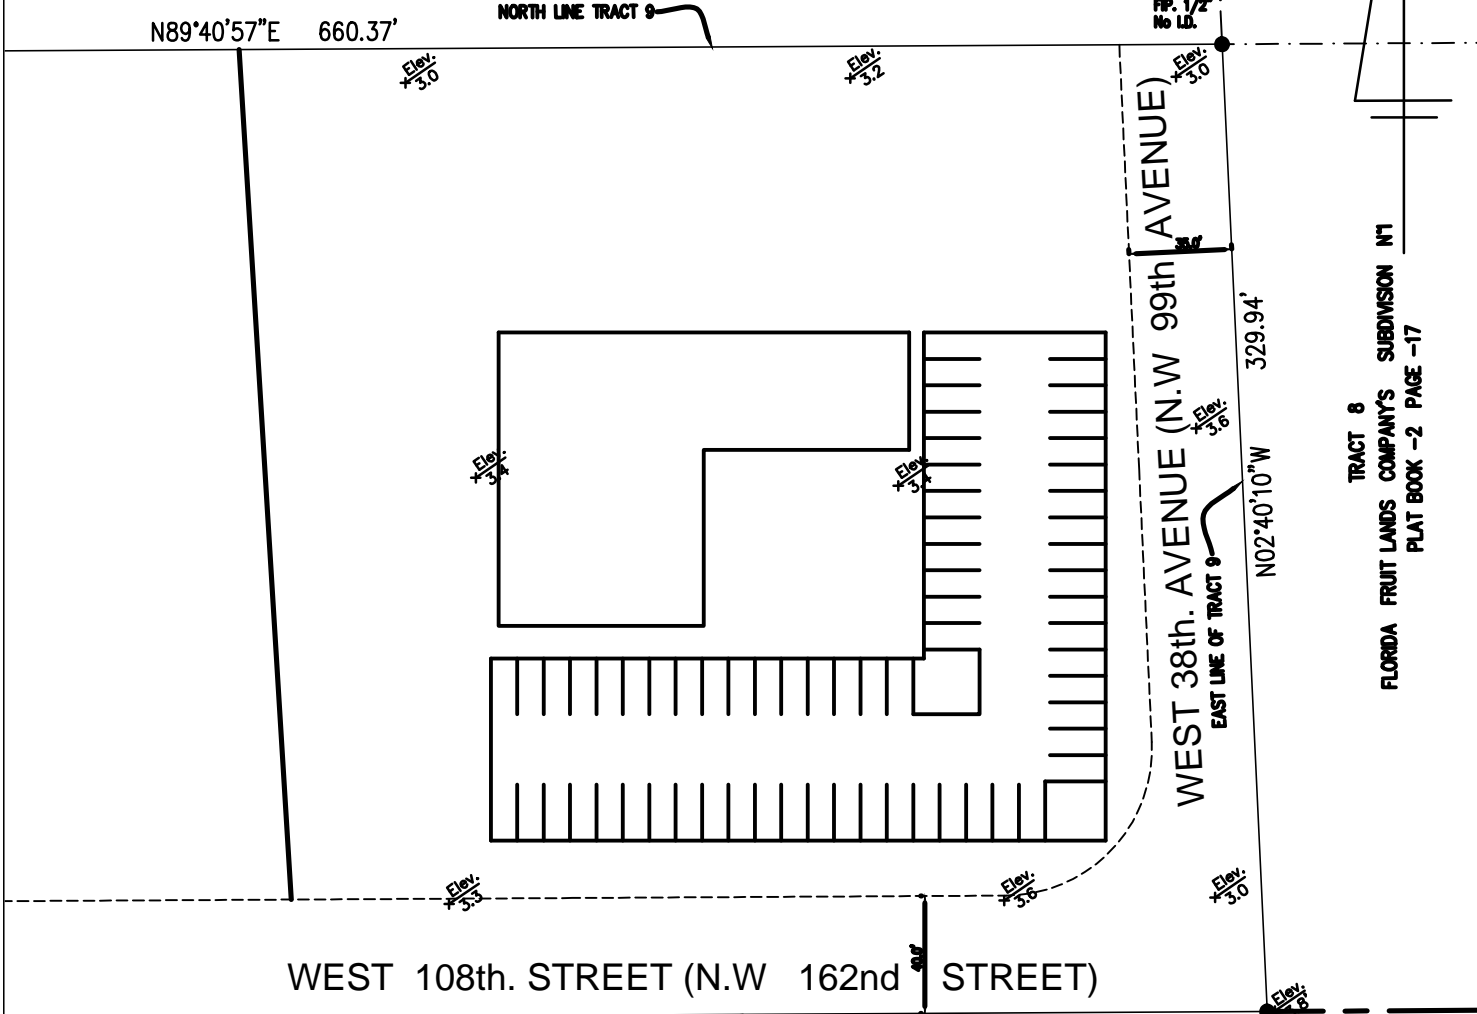 NORTH LINE TRACT 9
FIP. 1/2"
No I.D.
N89°40'57"E 660.37'
Elev.
3.0
Elev.
3.2
Elev.
3.0
WEST 38th. AVENUE (N.W 99th AVENUE)
35.0'
329.94'
N02°40'10"W
EAST LINE OF TRACT 9
Elev.
3.6
TRACT 8
FLORIDA FRUIT LANDS COMPANY'S SUBDIVISION Nº1
PLAT BOOK -2 PAGE -17
Elev.
3.4
Elev.
3.4
Elev.
3.3
Elev.
3.6
Elev.
3.0
40.0'
WEST 108th. STREET (N.W 162nd STREET)
Elev.